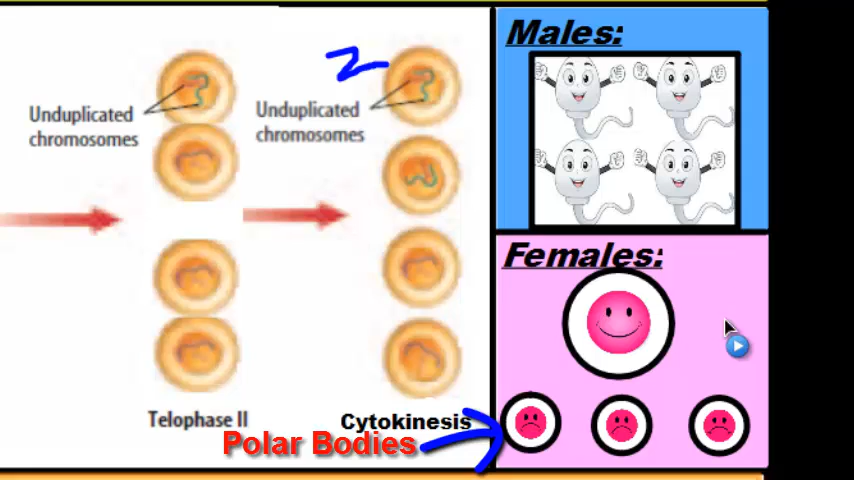 Unduplicated
chromosomes
Telophase II
2
Unduplicated
chromosomes
Cytokinesis
Polar Bodies
Males:
Females: